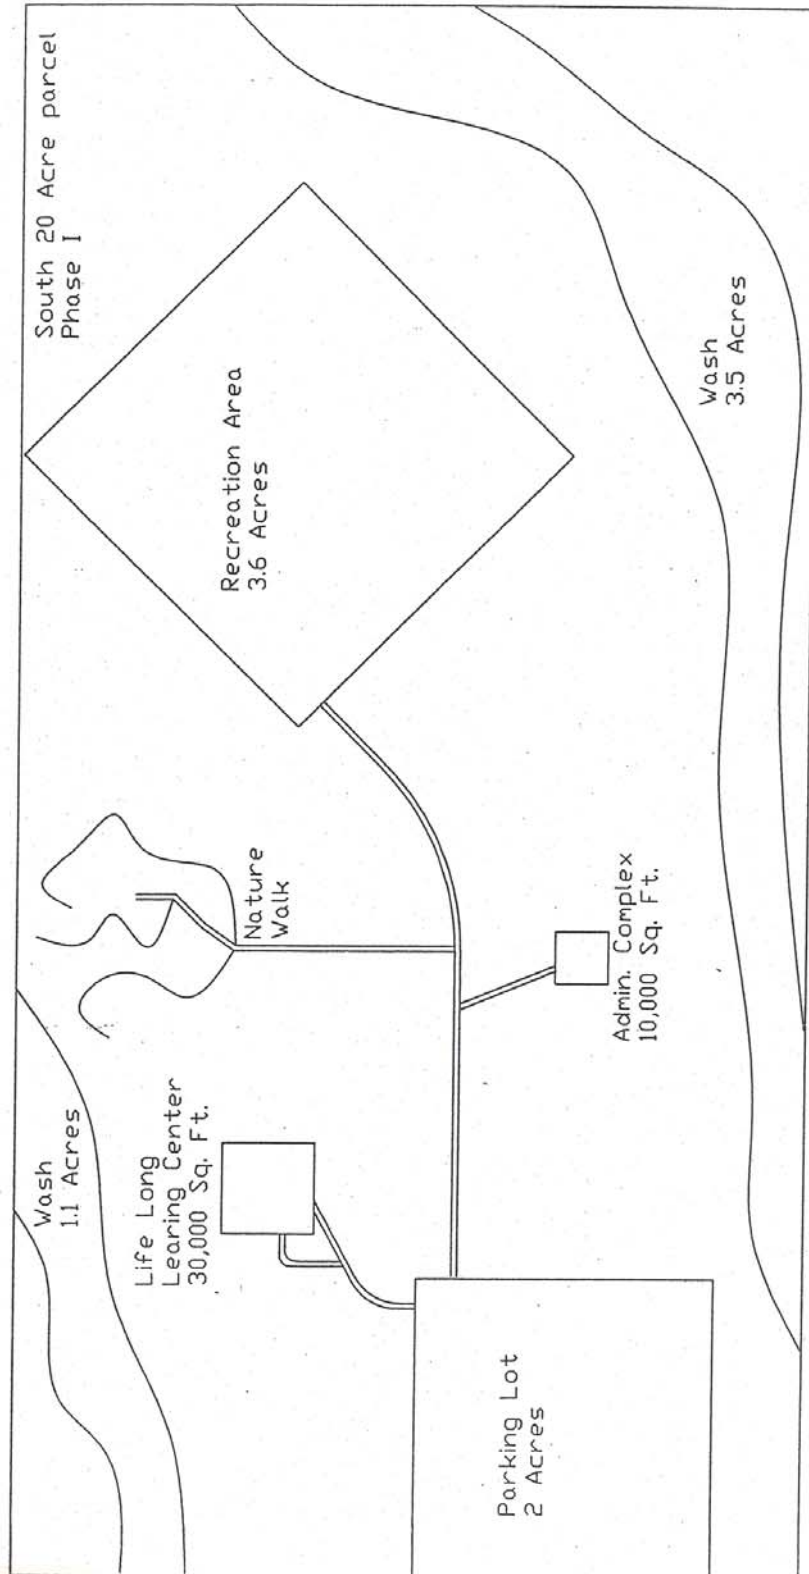 South 20 Acre parcel
Phase I
Recreation Area
3.6 Acres
Wash
3.5 Acres
Nature
Walk
Admin. Complex
10,000 Sq. Ft.
Wash
1.1 Acres
Life Long
Learing Center
30,000 Sq. Ft.
Parking Lot
2 Acres